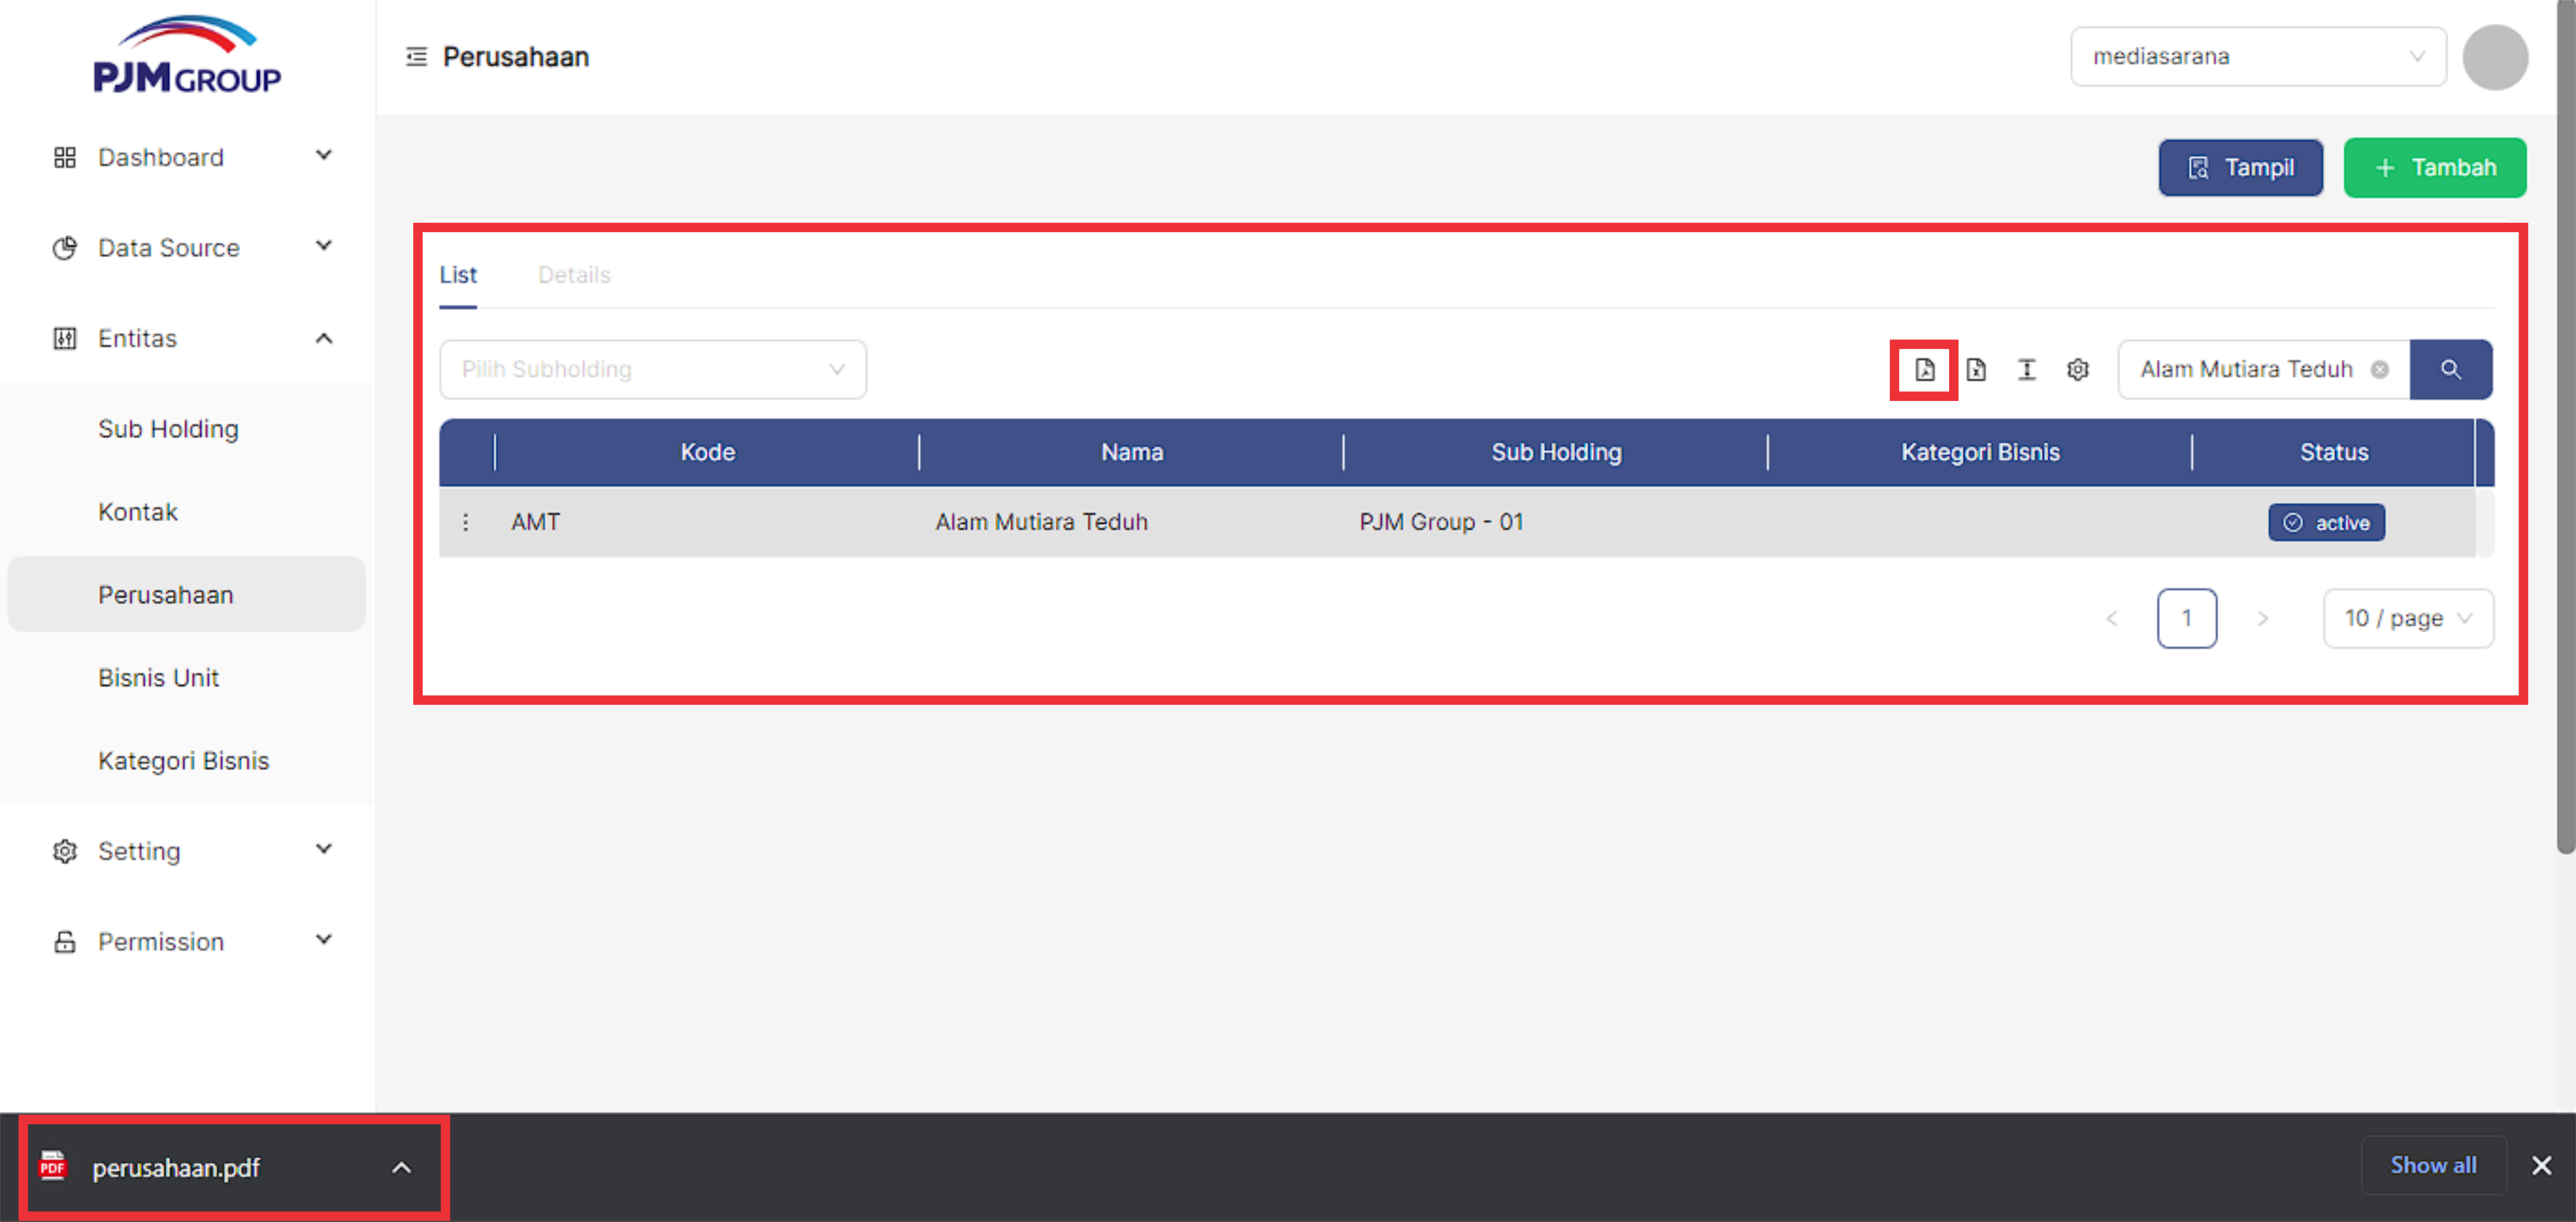 PJM GROUP
Perusahaan
mediasarana
Dashboard
Data Source
Entitas
Sub Holding
Kontak
Perusahaan
Bisnis Unit
Kategori Bisnis
Setting
Permission
Tampil
+ Tambah
List Details
Pilih Subholding
Alam Mutiara Teduh
Kode Nama Sub Holding Kategori Bisnis Status
AMT Alam Mutiara Teduh PJM Group - 01 active
< 1 > 10 / page
PDF perusahaan.pdf
Show all